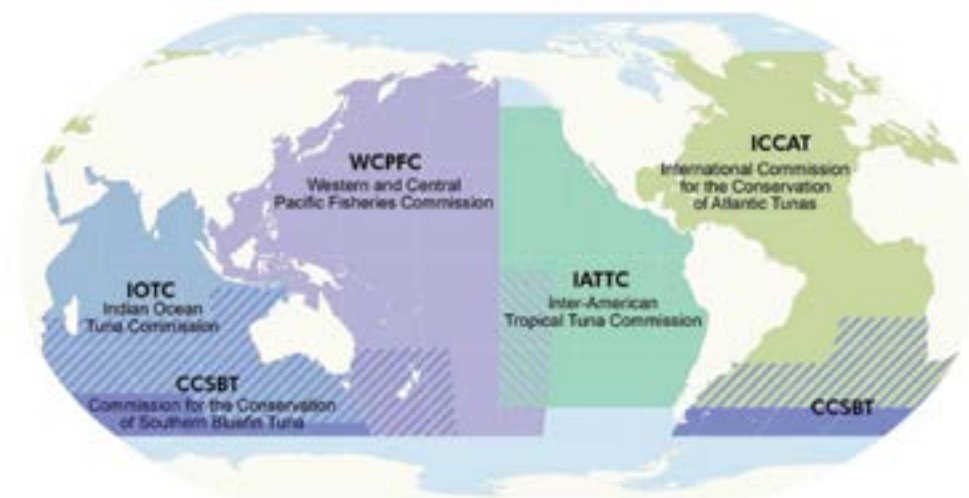 WCPFC
Western and Central
Pacific Fisheries Commission
ICCAT
International Commission
for the Conservation
of Atlantic Tunas
IOTC
Indian Ocean
Tuna Commission
IATTC
Inter-American
Tropical Tuna Commission
CCSBT
Commission for the Conservation
of Southern Bluefin Tuna
CCSBT